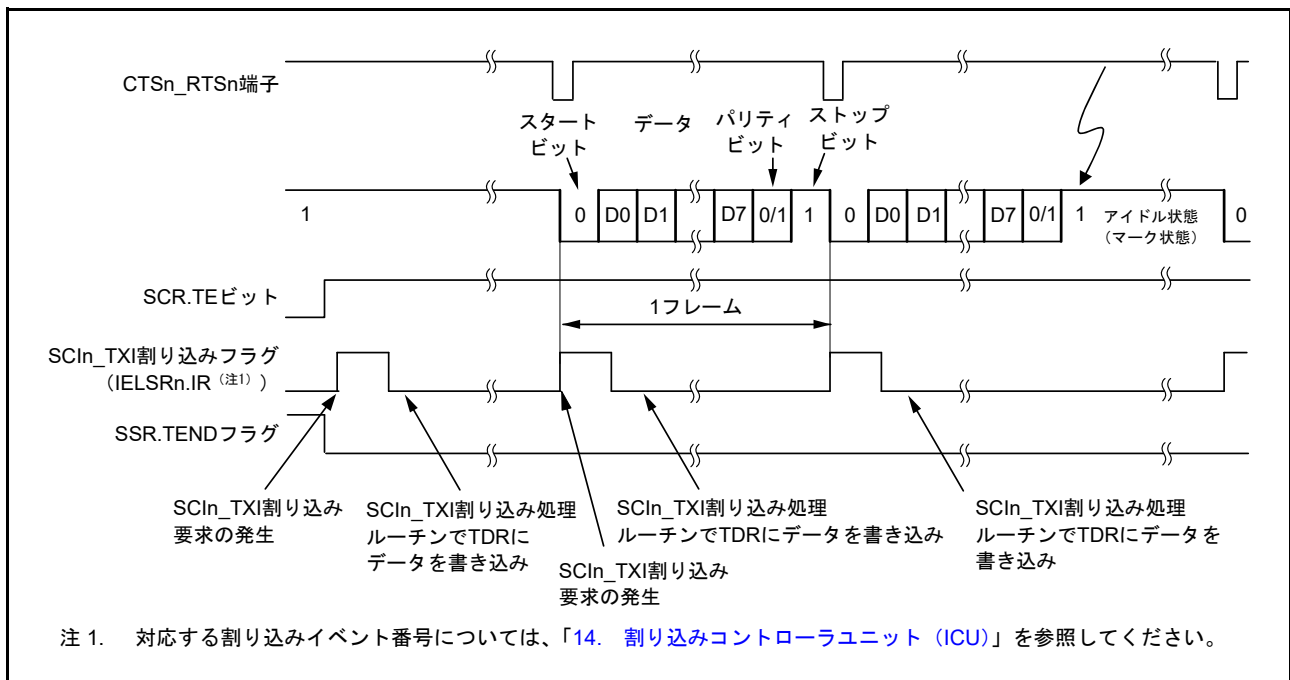 CTSn_RTSn端子
スタート
ビット
データ
パリティ
ビット
ストップ
ビット
1
0
D0
D1
D7
0/1
1
0
D0
D1
D7
0/1
1
アイドル状態
(マーク状態)
0
SCR.TEビット
1フレーム
SCIn_TXI割り込みフラグ
(IELSRn.IR (注1) )
SSR.TENDフラグ
SCIn_TXI割り込み
要求の発生
SCIn_TXI割り込み処理
ルーチンでTDRに
データを書き込み
SCIn_TXI割り込み
要求の発生
SCIn_TXI割り込み処理
ルーチンでTDRにデータを書き込み
SCIn_TXI割り込み処理
ルーチンでTDRにデータを
書き込み
注 1. 対応する割り込みイベント番号については、「14. 割り込みコントローラユニット(ICU)」を参照してください。